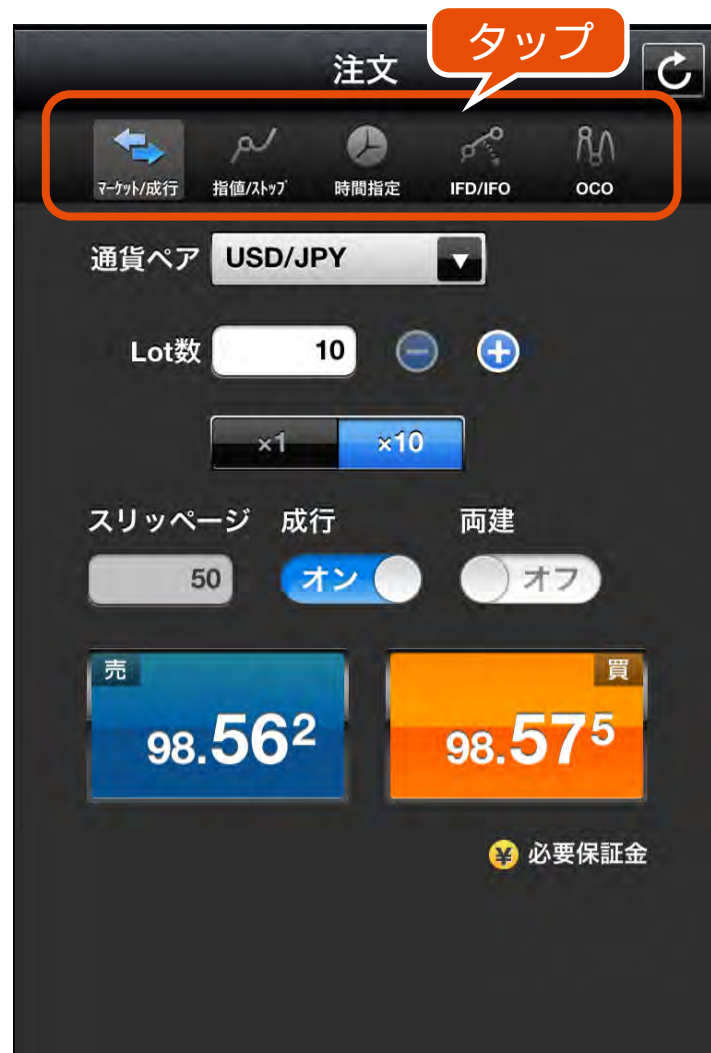 タップ
注文
ﾏｰｹｯﾄ/成行 指値/ｽﾄｯﾌﾟ 時間指定 IFD/IFO OCO
通貨ペア USD/JPY
Lot数 10
×1 ×10
スリッページ 成行 両建
50 オン オフ
売 買
98.562 98.575
¥ 必要保証金